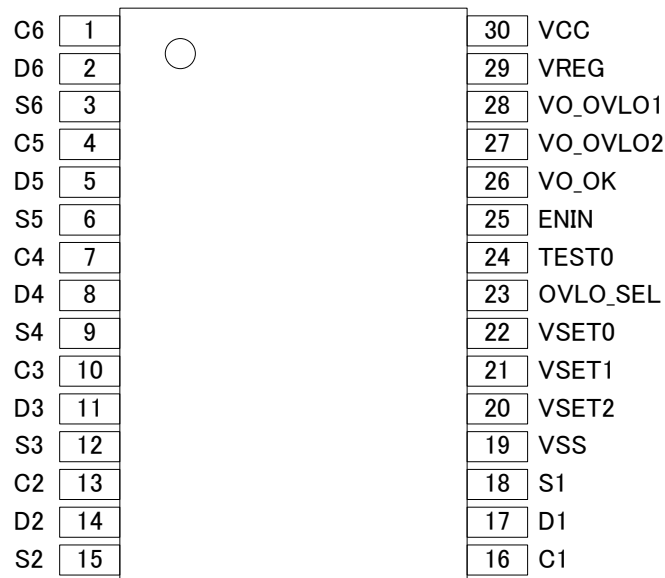 C6 1 30 VCC
D6 2 29 VREG
S6 3 28 VO_OVLO1
C5 4 27 VO_OVLO2
D5 5 26 VO_OK
S5 6 25 ENIN
C4 7 24 TEST0
D4 8 23 OVLO_SEL
S4 9 22 VSET0
C3 10 21 VSET1
D3 11 20 VSET2
S3 12 19 VSS
C2 13 18 S1
D2 14 17 D1
S2 15 16 C1